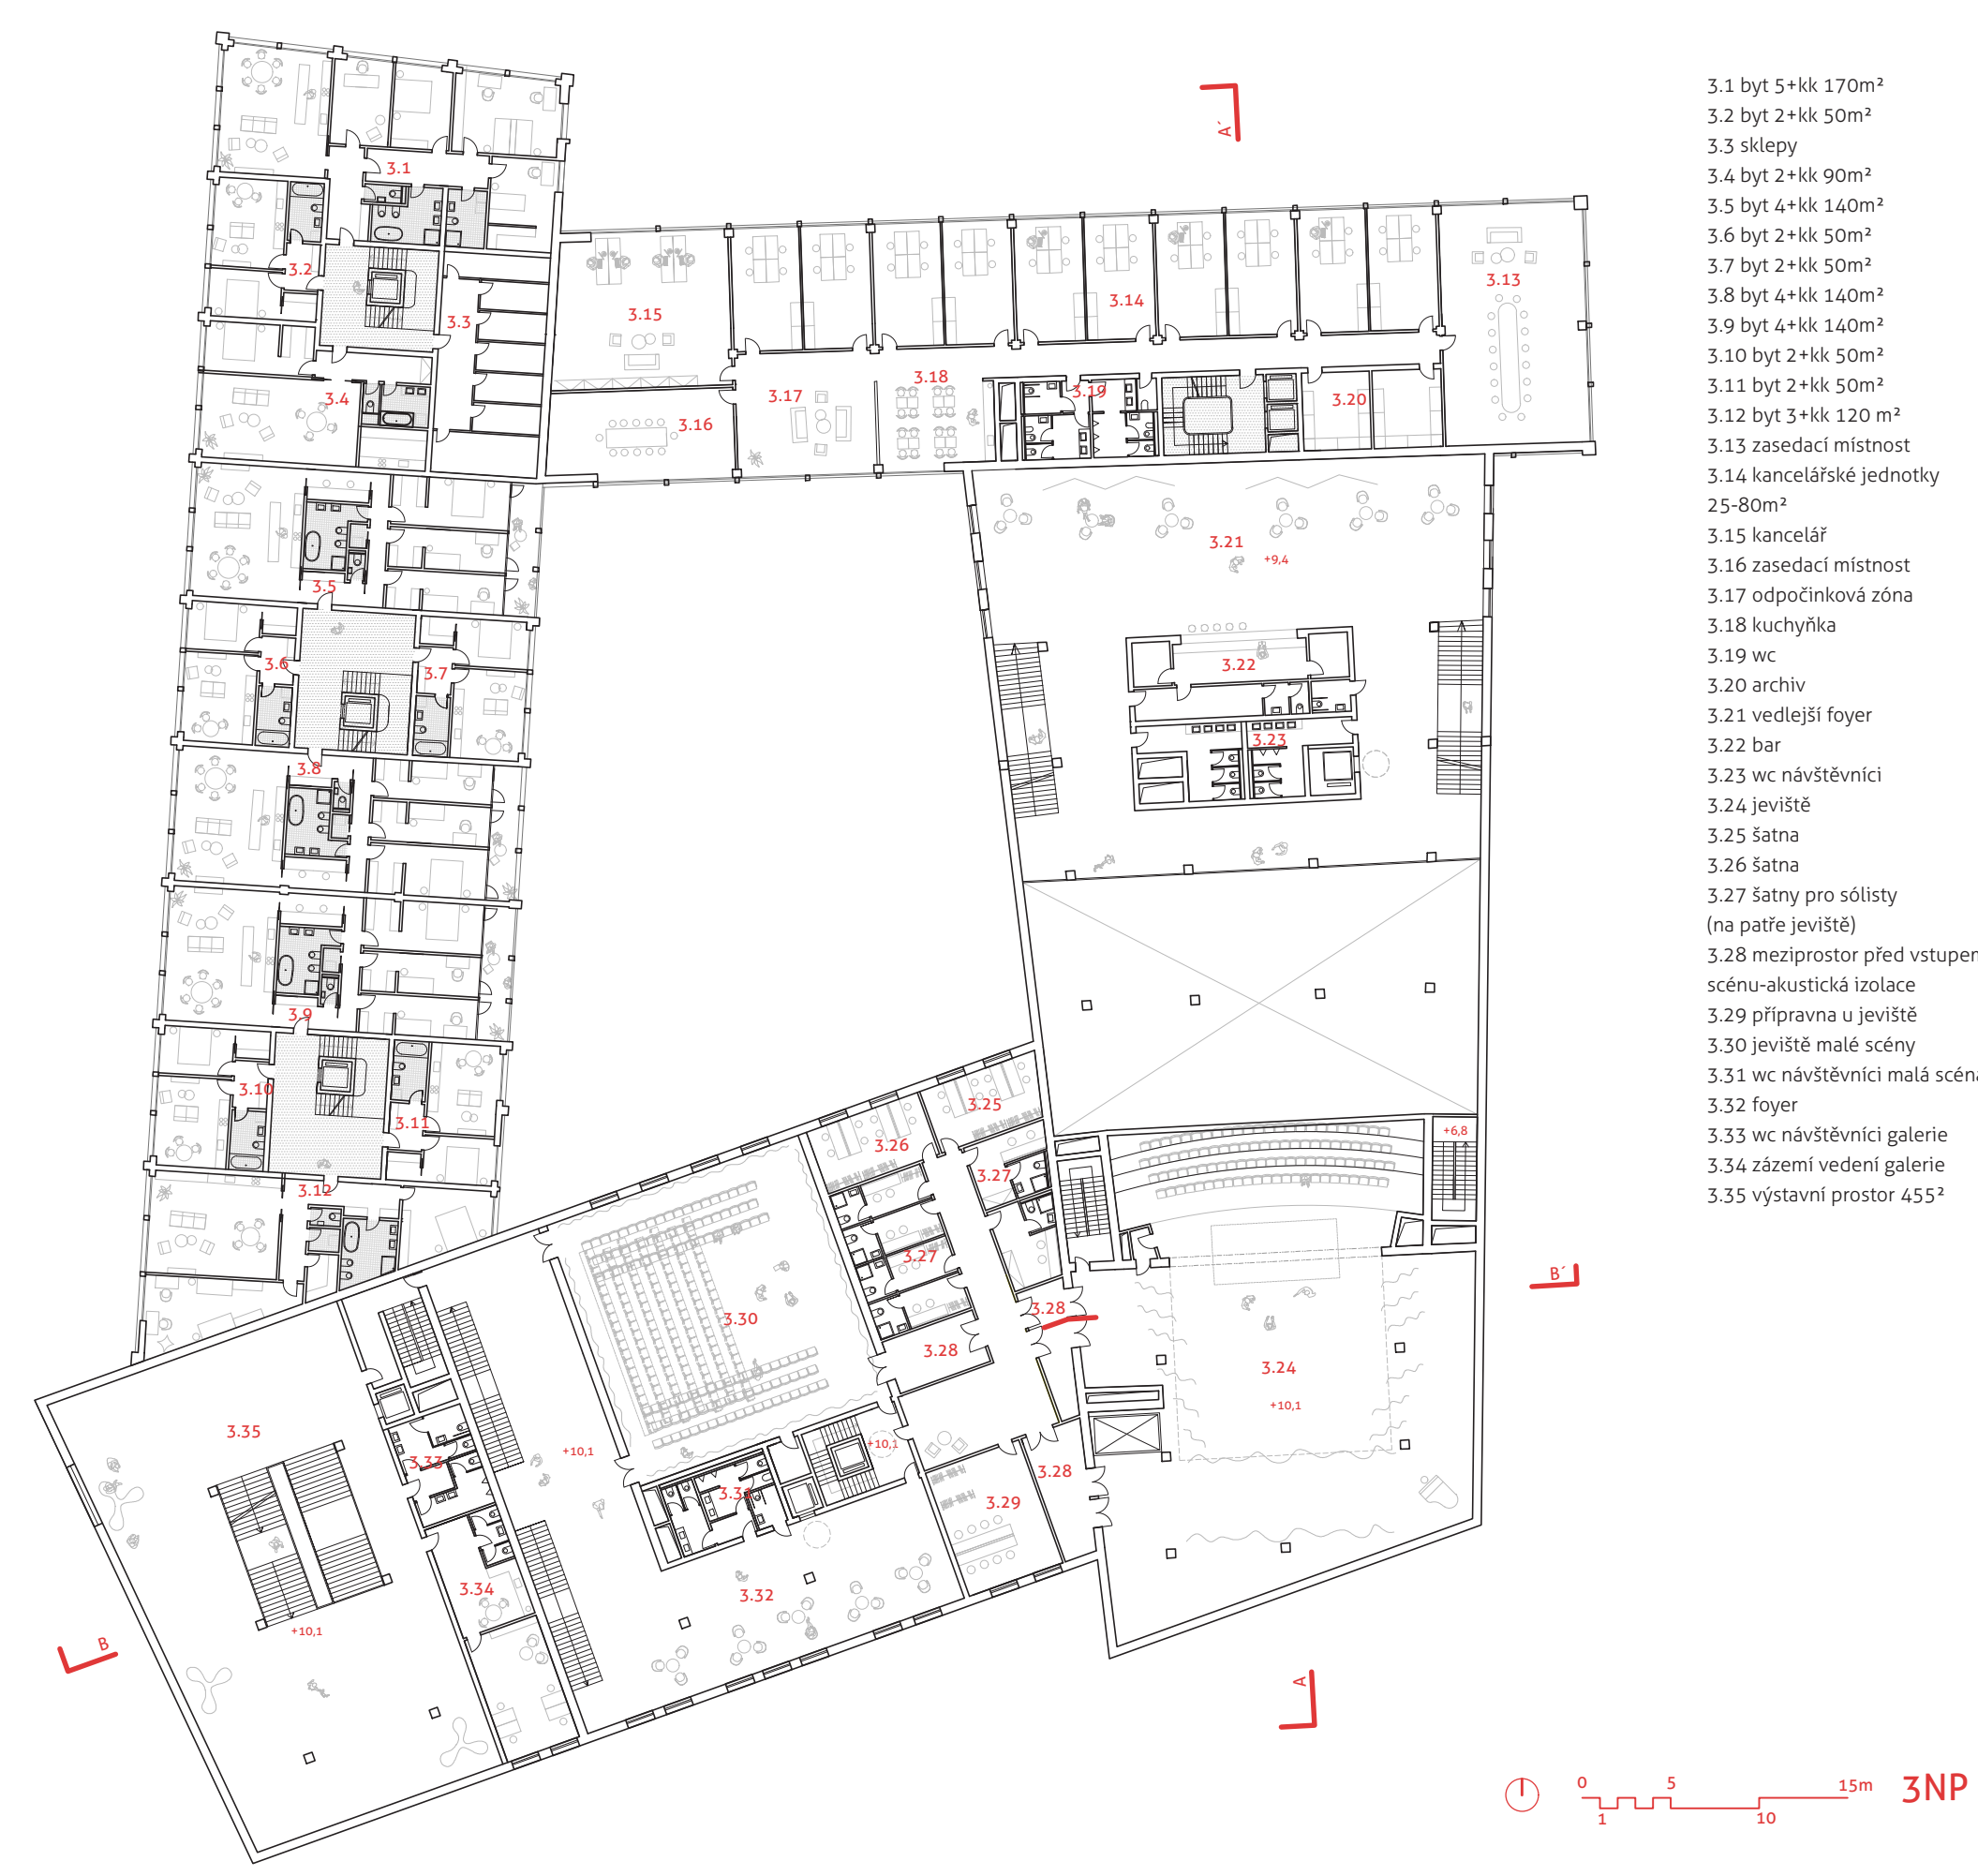 3.1 byt 5+kk 170m²
3.2 byt 2+kk 50m²
3.3 sklepy
3.4 byt 2+kk 90m²
3.5 byt 4+kk 140m²
3.6 byt 2+kk 50m²
3.7 byt 2+kk 50m²
3.8 byt 4+kk 140m²
3.9 byt 4+kk 140m²
3.10 byt 2+kk 50m²
3.11 byt 2+kk 50m²
3.12 byt 3+kk 120 m²
3.13 zasedací místnost
3.14 kancelářské jednotky
25-80m²
3.15 kancelář
3.16 zasedací místnost
3.17 odpočinková zóna
3.18 kuchyňka
3.19 wc
3.20 archiv
3.21 vedlejší foyer
3.22 bar
3.23 wc návštěvníci
3.24 jeviště
3.25 šatna
3.26 šatna
3.27 šatny pro sólisty
(na patře jeviště)
3.28 meziprostor před vstupem
scénu-akustická izolace
3.29 přípravna u jeviště
3.30 jeviště malé scény
3.31 wc návštěvníci malá scéna
3.32 foyer
3.33 wc návštěvníci galerie
3.34 zázemí vedení galerie
3.35 výstavní prostor 455²
A´
3.1
3.2
3.3
3.4
3.5
3.6
3.7
3.8
3.9
3.10
3.11
3.12
3.13
3.14
3.15
3.16
3.17
3.18
3.19
3.20
3.21
+9,4
3.22
3.23
+6,8
3.25
3.26
3.27
3.27
3.28
B´
3.30
3.28
3.24
+10,1
3.35
3.33
+10,1
+10,1
3.31
3.28
3.29
3.34
3.32
+10,1
B
A
0 5 15m
1 10
3NP